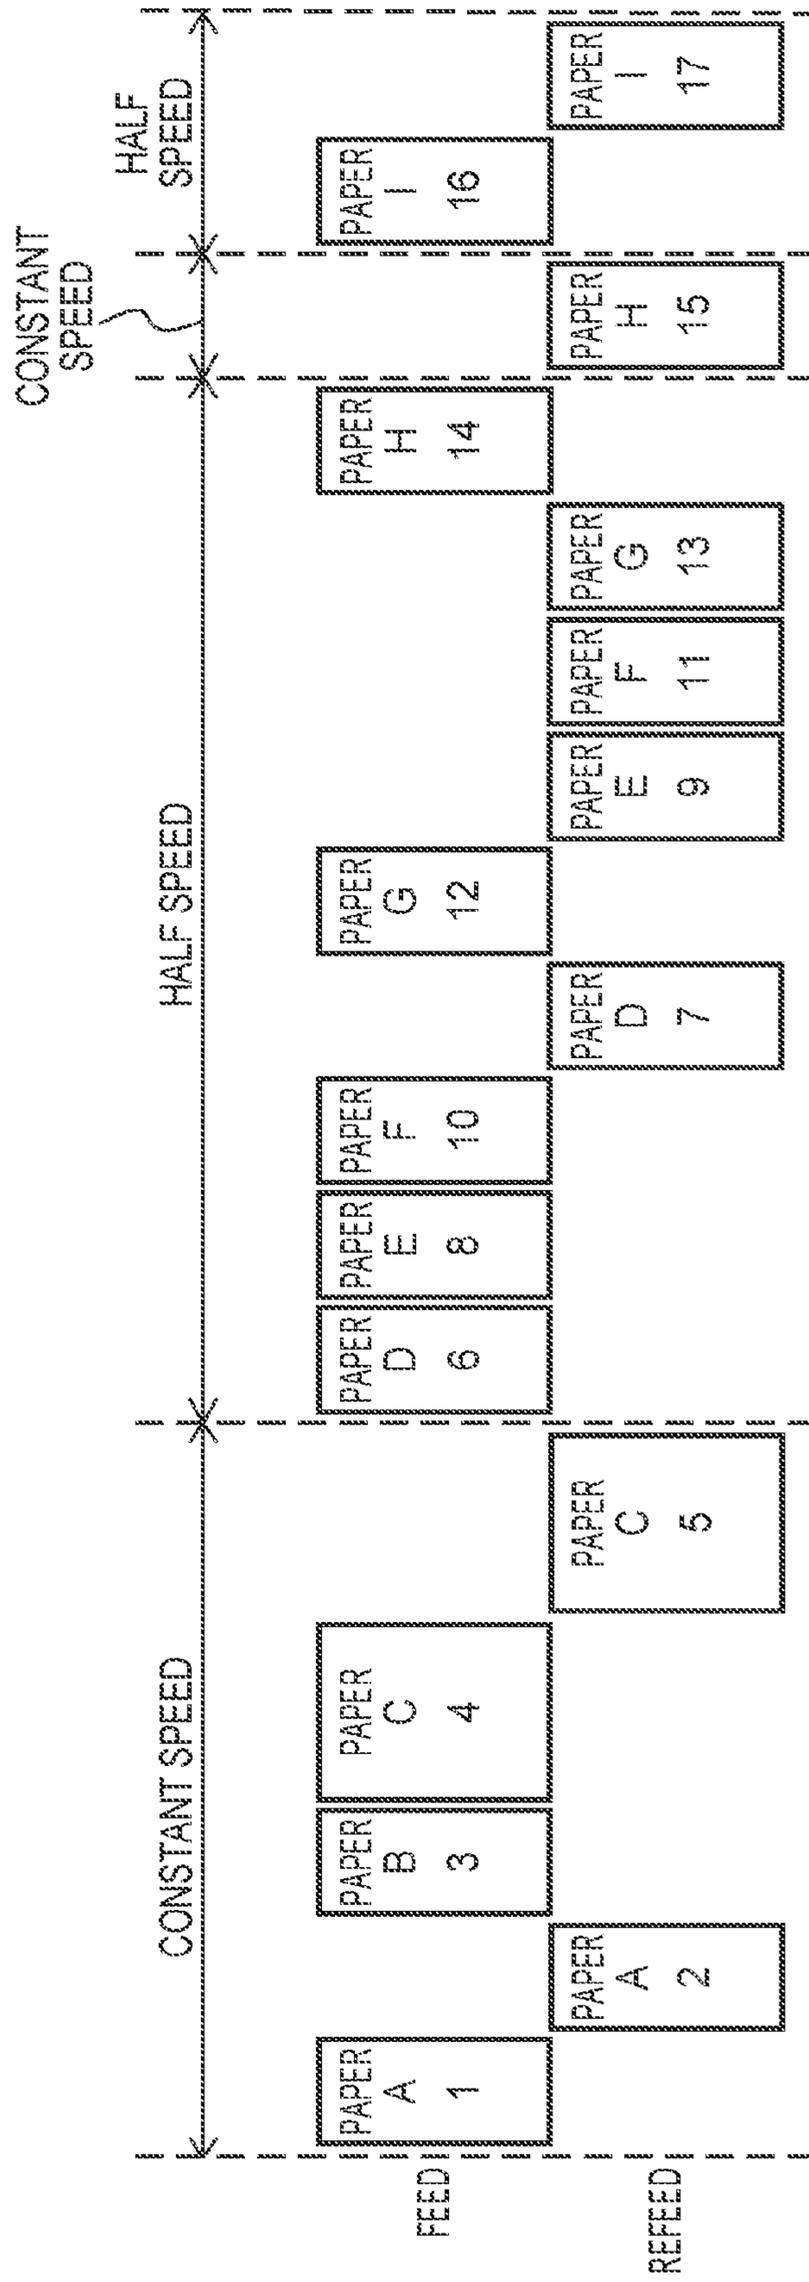 CONSTANT SPEED
HALF SPEED
CONSTANT
SPEED
HALF
SPEED
FEED
PAPER
A
1
PAPER
B
3
PAPER
C
4
PAPER
D
6
PAPER
E
8
PAPER
F
10
PAPER
G
12
PAPER
H
14
PAPER
I
16
REFEED
PAPER
A
2
PAPER
C
5
PAPER
D
7
PAPER
E
9
PAPER
F
11
PAPER
G
13
PAPER
H
15
PAPER
I
17